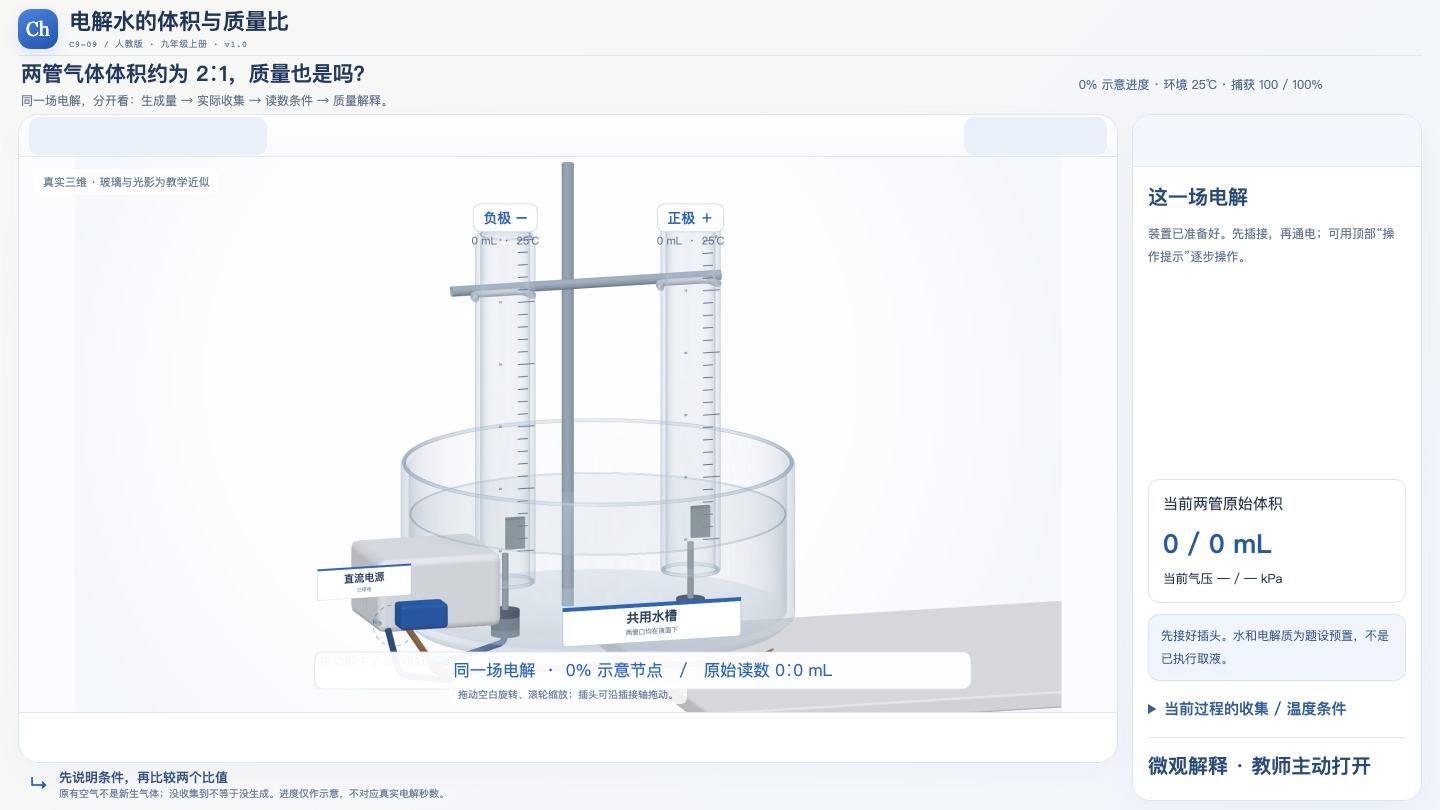 Ch
电解水的体积与质量比
C9-09 / 人教版 · 九年级上册 · v1.0
两管气体体积约为 2:1，质量也是吗？
同一场电解，分开看：生成量 → 实际收集 → 读数条件 → 质量解释。
0% 示意进度 · 环境 25℃ · 捕获 100 / 100%
真实三维 · 玻璃与光影为教学近似
负极 −
0 mL · 25℃
正极 +
0 mL · 25℃
直流电源
已停电
共用水槽
两管口均在液面下
同一场电解 · 0% 示意节点 / 原始读数 0:0 mL
拖动空白旋转、滚轮缩放；插头可沿插接轴拖动。
这一场电解
装置已准备好。先插接，再通电；可用顶部“操
作提示”逐步操作。
当前两管原始体积
0 / 0 mL
当前气压 — / — kPa
先接好插头。水和电解质为题设预置，不是
已执行取液。
▶ 当前过程的收集 / 温度条件
微观解释 · 教师主动打开
先说明条件，再比较两个比值
原有空气不是新生气体；没收集到不等于没生成。进度仅作示意，不对应真实电解秒数。